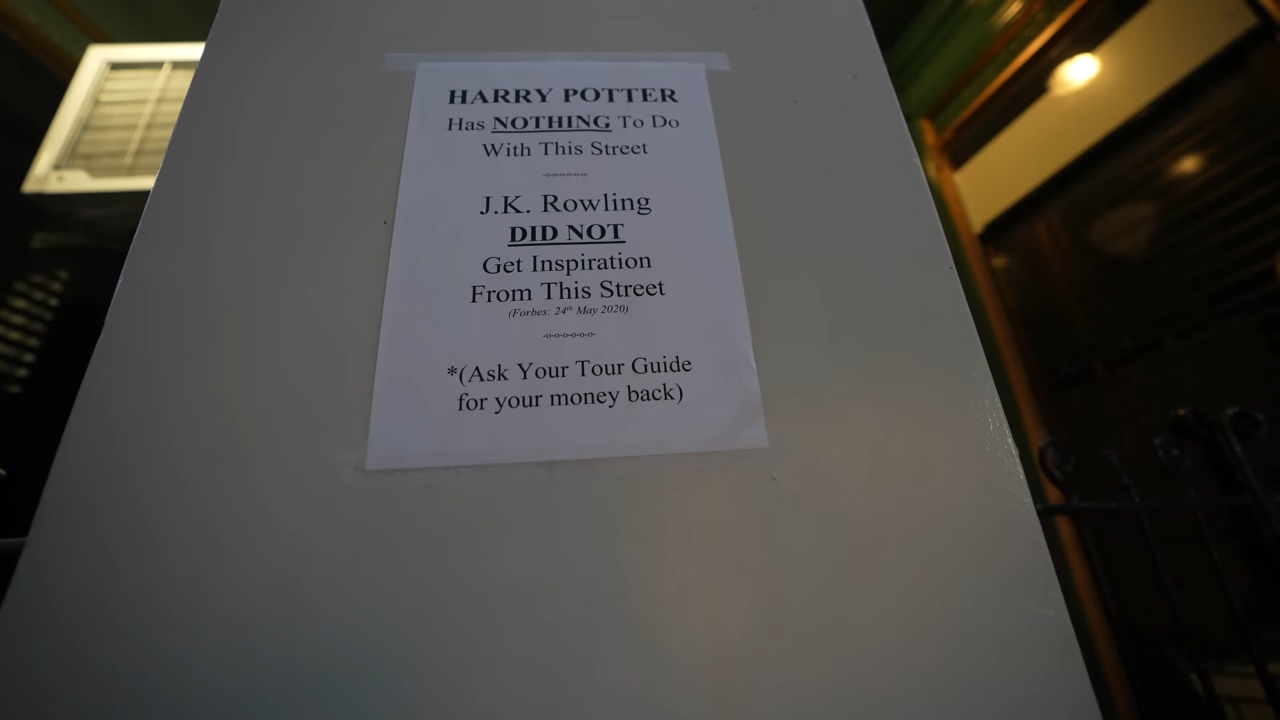 HARRY POTTER
Has NOTHING To Do
With This Street
-o-o-o-o-o-
J.K. Rowling
DID NOT
Get Inspiration
From This Street
(Forbes: 24th May 2020)
-o-o-o-o-o-o-
*(Ask Your Tour Guide
for your money back)